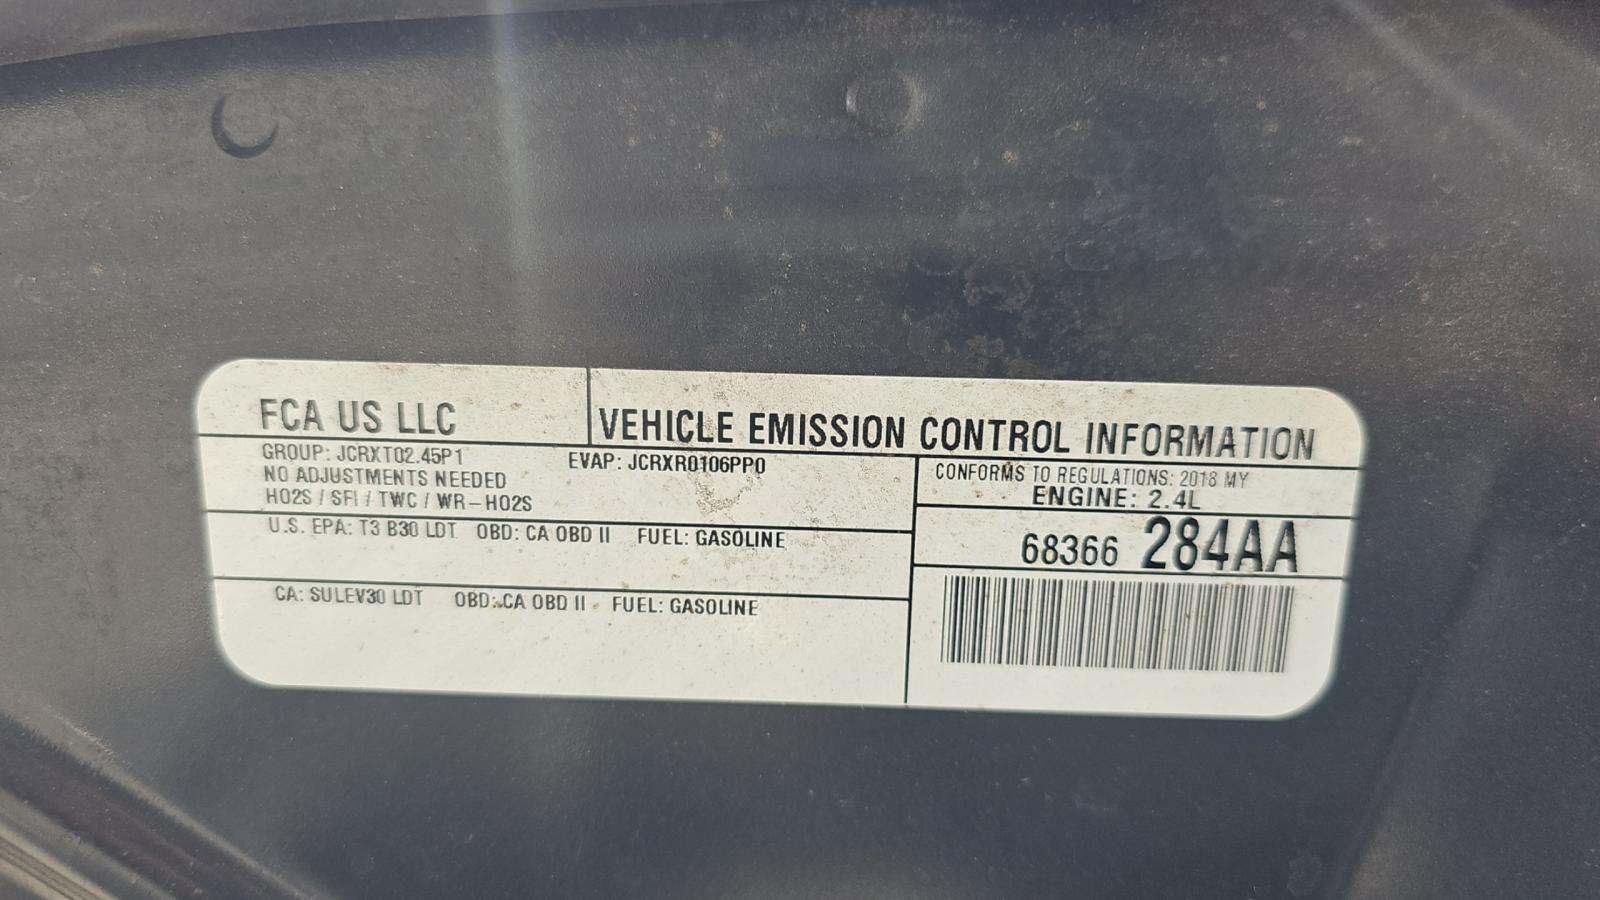 FCA US LLC
VEHICLE EMISSION CONTROL INFORMATION
GROUP: JCRXT02.45P1
EVAP: JCRXR0106PP0
NO ADJUSTMENTS NEEDED
HO2S / SFI / TWC / WR-HO2S
CONFORMS TO REGULATIONS: 2018 MY
ENGINE: 2.4L
U.S. EPA: T3 B30 LDT OBD: CA OBD II FUEL: GASOLINE
68366 284AA
CA: SULEV30 LDT OBD: CA OBD II FUEL: GASOLINE